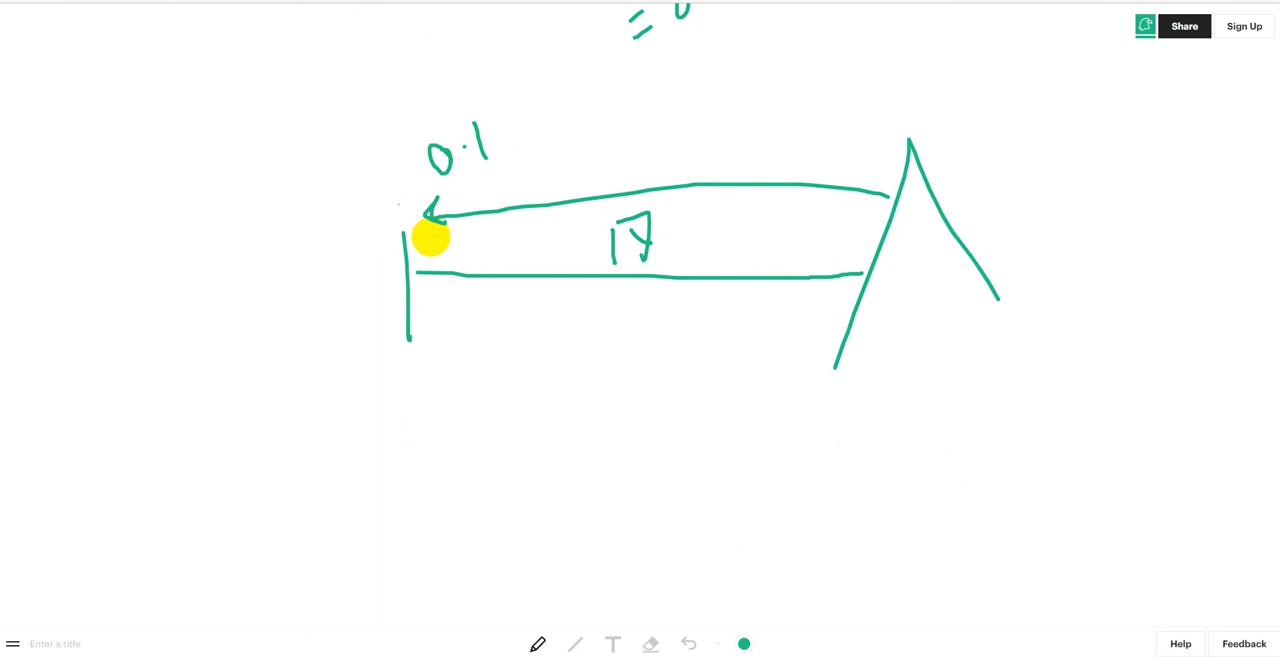 = 0
Share
Sign Up
0.1
17
Enter a title
T
Help
Feedback